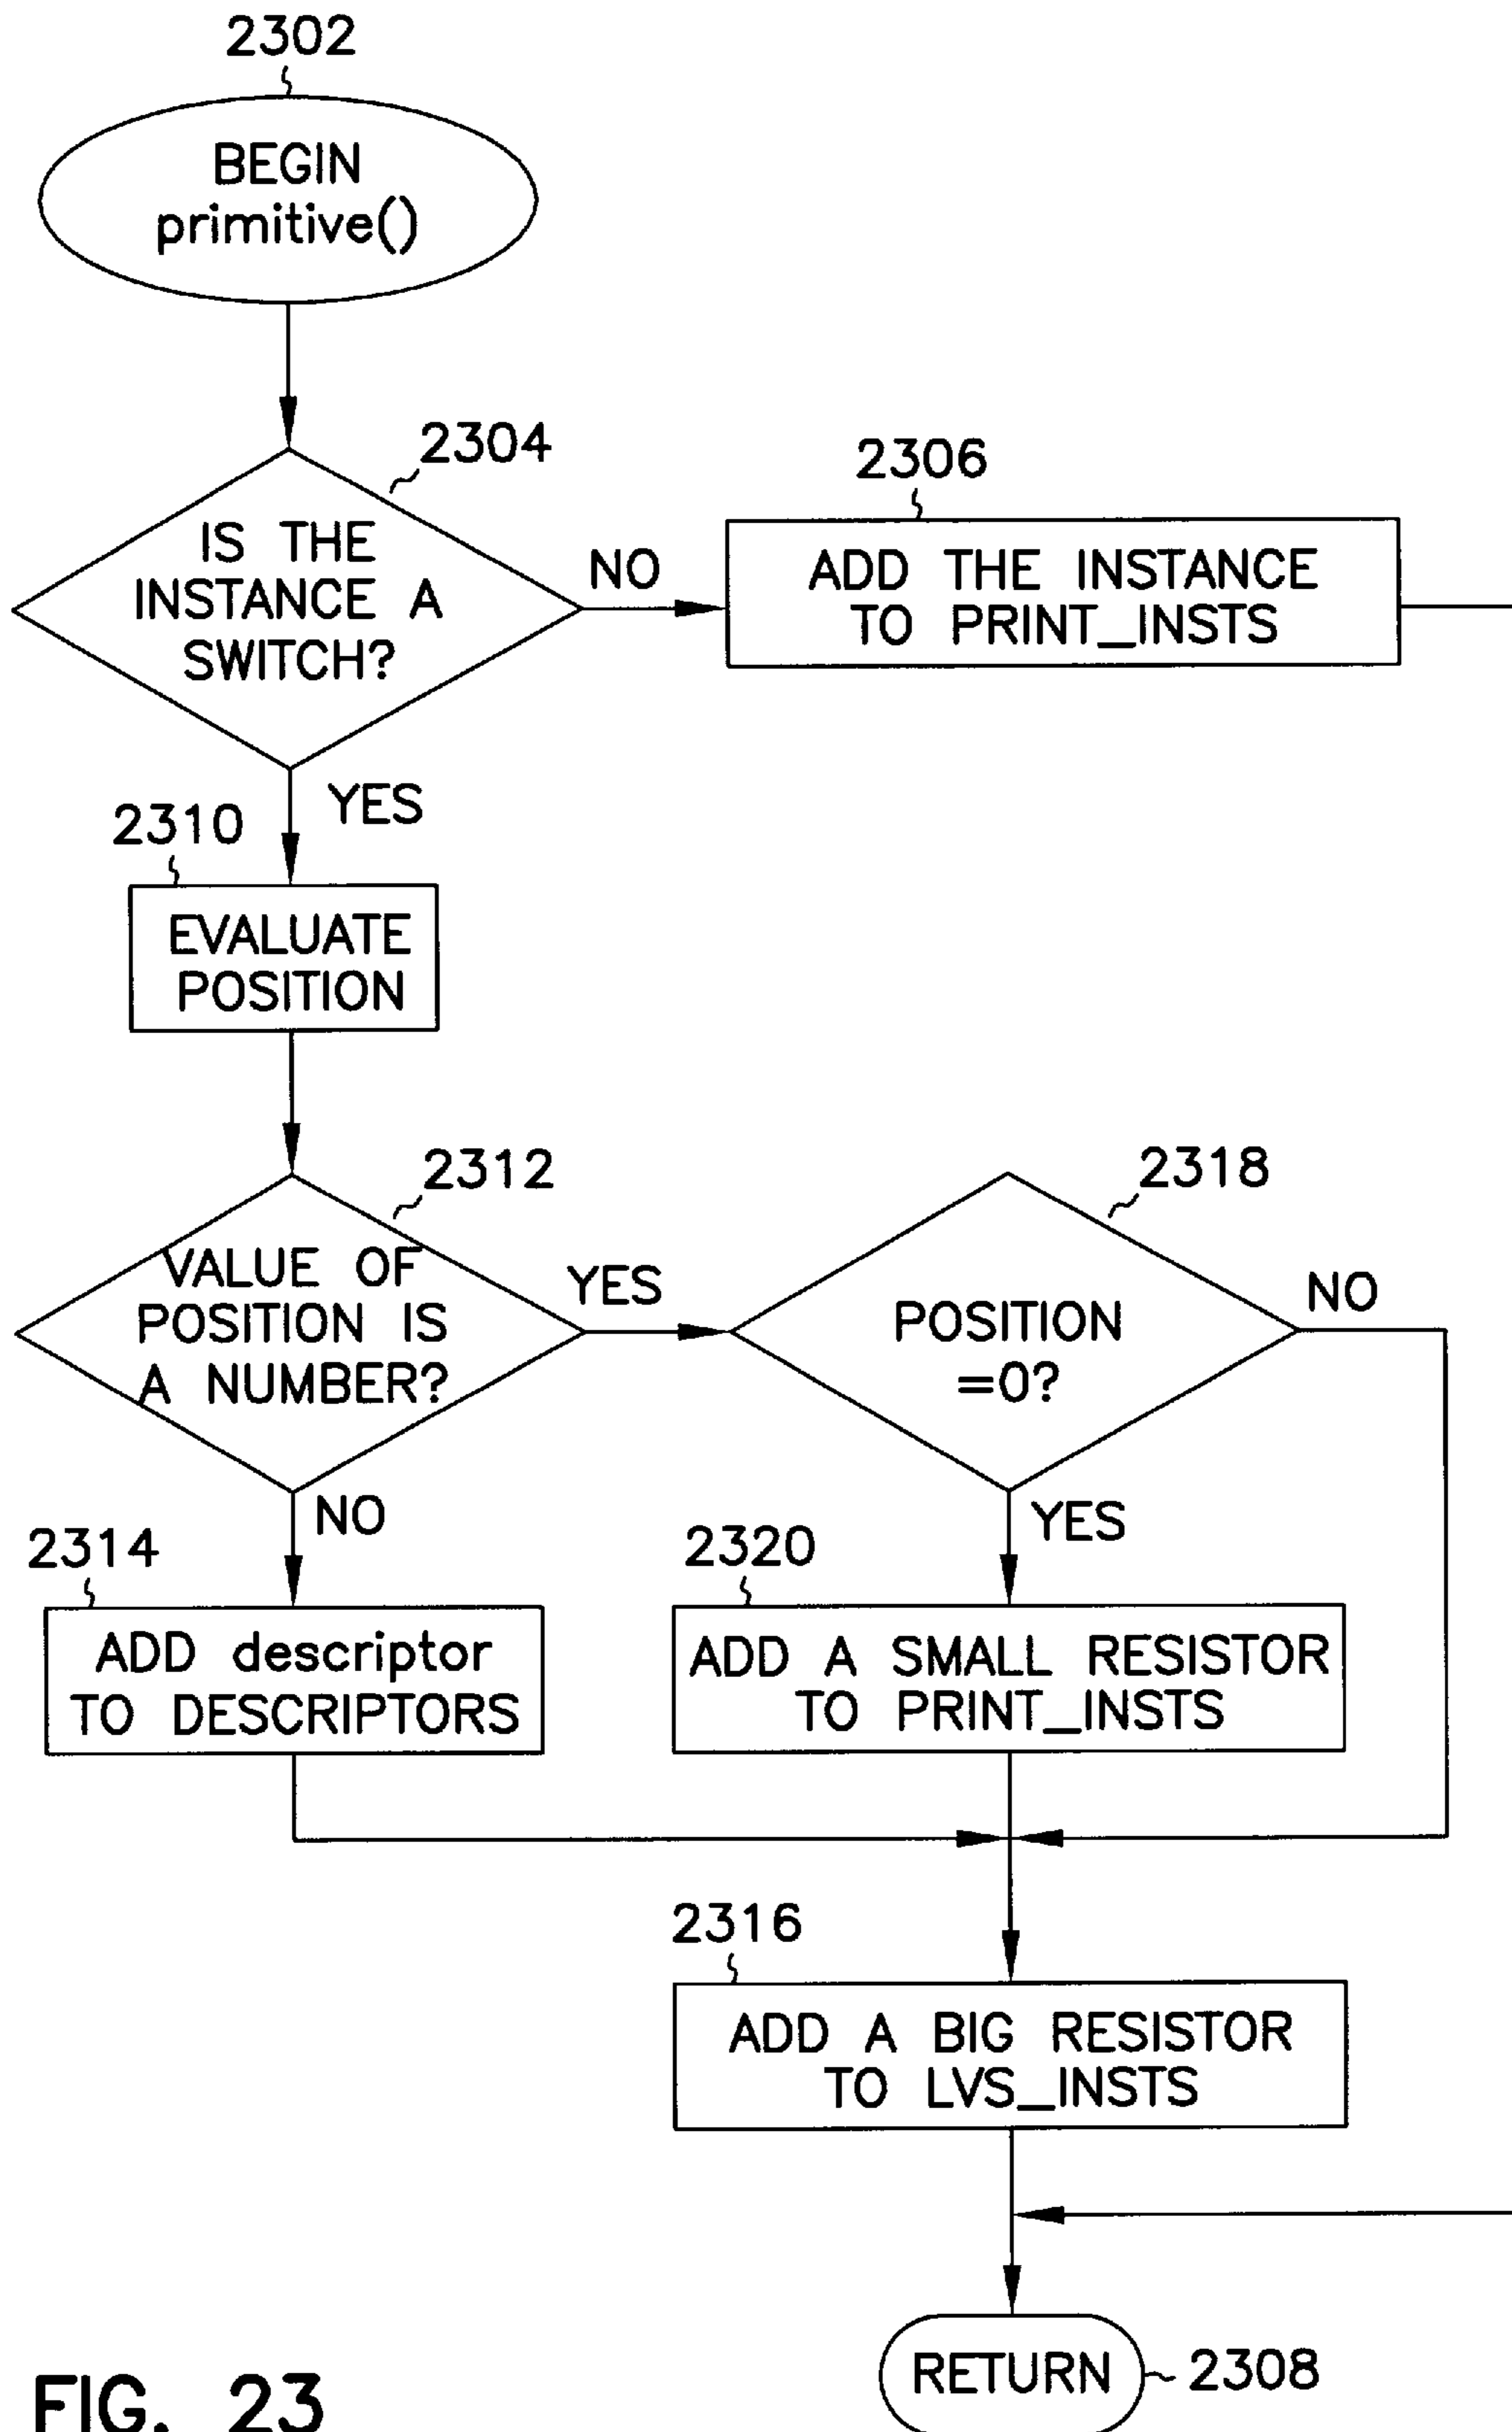 2302
BEGIN
primitive()
2304
IS THE
INSTANCE A
SWITCH?
NO
2306
ADD THE INSTANCE
TO PRINT_INSTS
YES
2310
EVALUATE
POSITION
2312
VALUE OF
POSITION IS
A NUMBER?
YES
2318
POSITION
=0?
NO
NO
2314
ADD descriptor
TO DESCRIPTORS
YES
2320
ADD A SMALL RESISTOR
TO PRINT_INSTS
2316
ADD A BIG RESISTOR
TO LVS_INSTS
RETURN
2308
FIG. 23